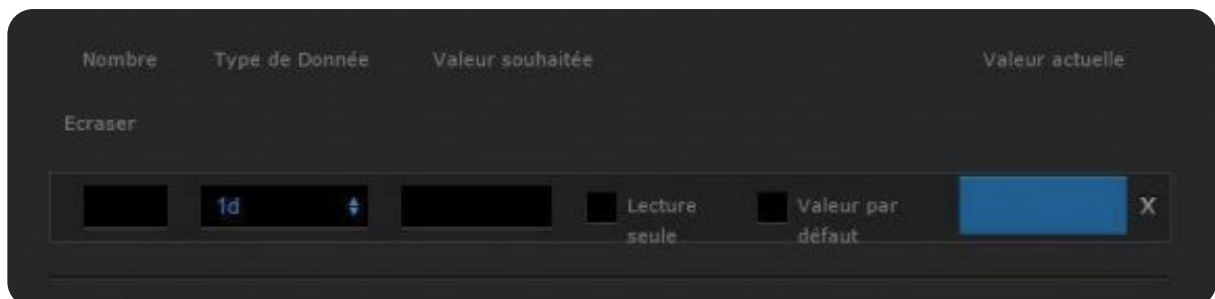 Nombre Type de Donnée Valeur souhaitée Valeur actuelle
Ecraser
1d Lecture seule Valeur par défaut X